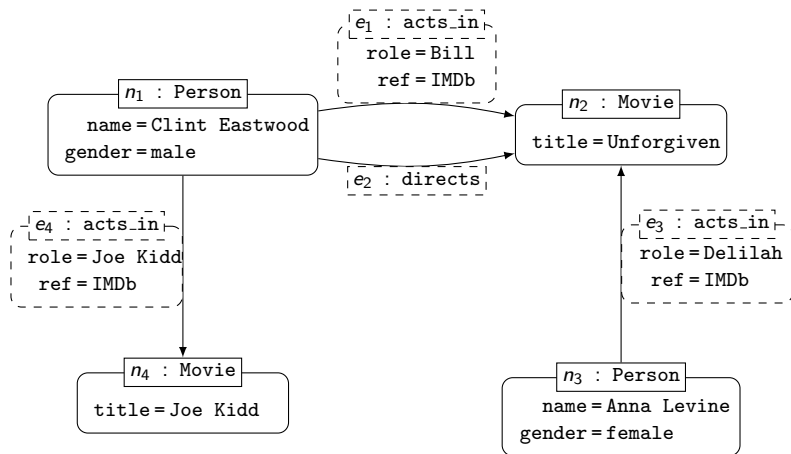 e₁ : acts_in
role = Bill
ref = IMDb
n₁ : Person
name = Clint Eastwood
gender = male
n₂ : Movie
title = Unforgiven
e₂ : directs
e₄ : acts_in
role = Joe Kidd
ref = IMDb
e₃ : acts_in
role = Delilah
ref = IMDb
n₄ : Movie
title = Joe Kidd
n₃ : Person
name = Anna Levine
gender = female